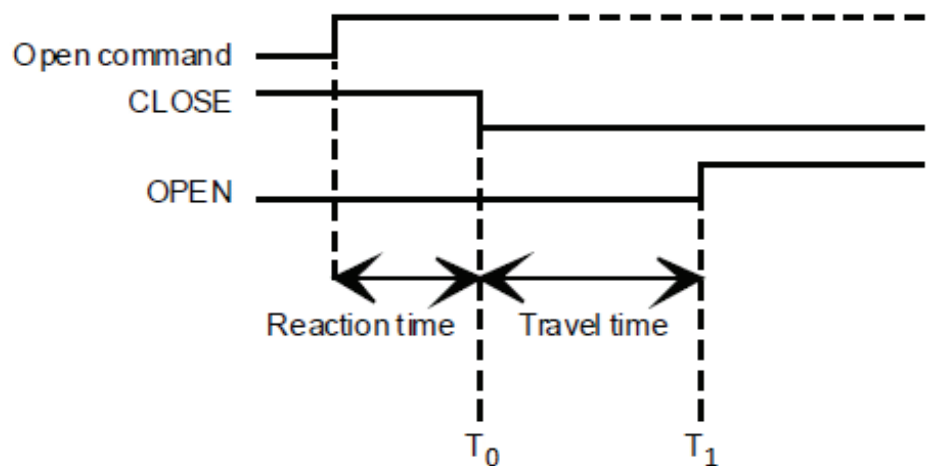 Open command
CLOSE
OPEN
Reaction time
Travel time
T0
T1